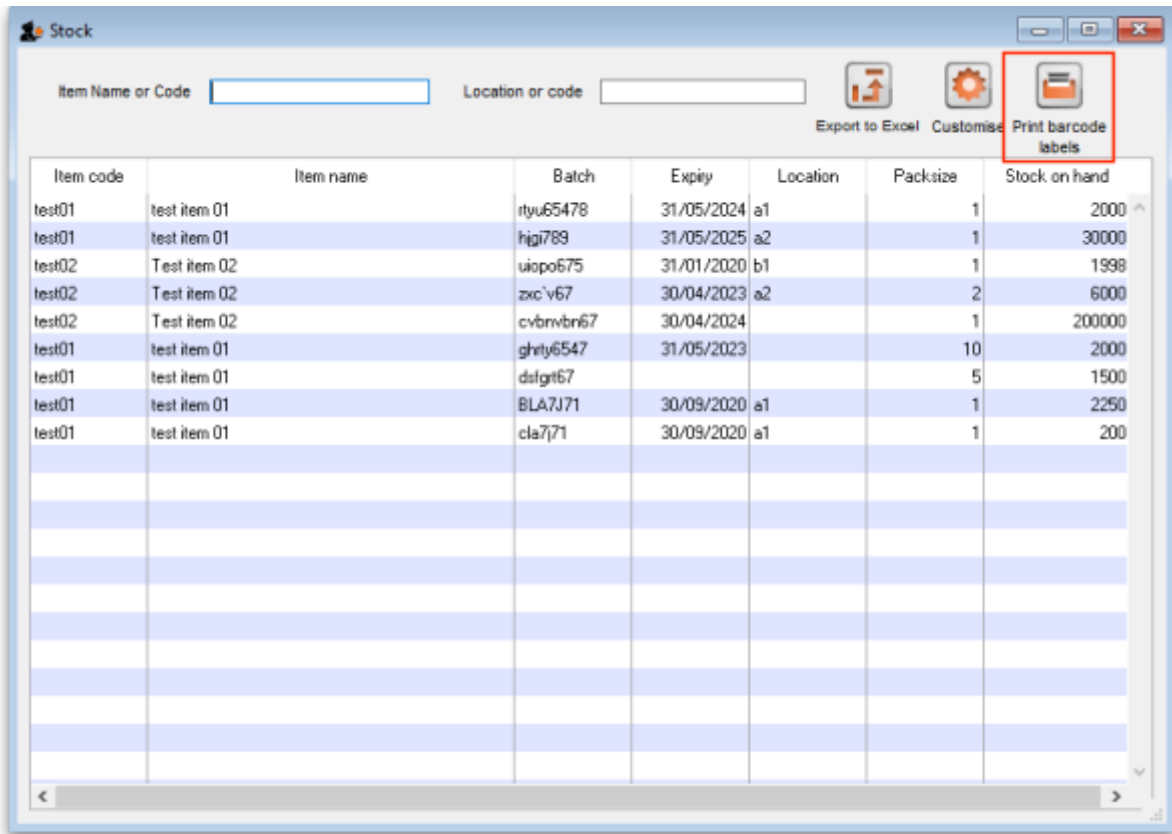 Stock
Item Name or Code Location or code
Export to Excel Customise Print barcode
labels
Item code Item name Batch Expiry Location Packsize Stock on hand
test01 test item 01 rtyu65478 31/05/2024 a1 1 2000
test01 test item 01 hjgi789 31/05/2025 a2 1 30000
test02 Test item 02 uiopo675 31/01/2020 b1 1 1998
test02 Test item 02 zxc`v67 30/04/2023 a2 2 6000
test02 Test item 02 cvbnvbn67 30/04/2024 1 200000
test01 test item 01 ghrty6547 31/05/2023 10 2000
test01 test item 01 dsfgrt67 5 1500
test01 test item 01 BLA7J71 30/09/2020 a1 1 2250
test01 test item 01 cla7j71 30/09/2020 a1 1 200